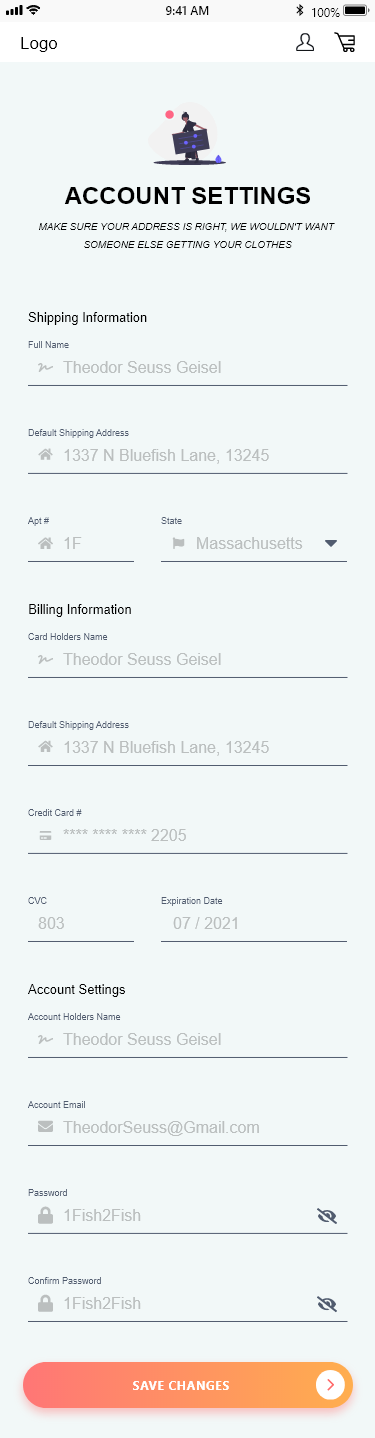 9:41 AM
100%
Logo
ACCOUNT SETTINGS
MAKE SURE YOUR ADDRESS IS RIGHT, WE WOULDN'T WANT
SOMEONE ELSE GETTING YOUR CLOTHES
Shipping Information
Full Name
Theodor Seuss Geisel
Default Shipping Address
1337 N Bluefish Lane, 13245
Apt #
State
1F
Massachusetts
Billing Information
Card Holders Name
Theodor Seuss Geisel
Default Shipping Address
1337 N Bluefish Lane, 13245
Credit Card #
**** **** **** 2205
CVC
Expiration Date
803
07 / 2021
Account Settings
Account Holders Name
Theodor Seuss Geisel
Account Email
TheodorSeuss@Gmail.com
Password
1Fish2Fish
Confirm Password
1Fish2Fish
SAVE CHANGES